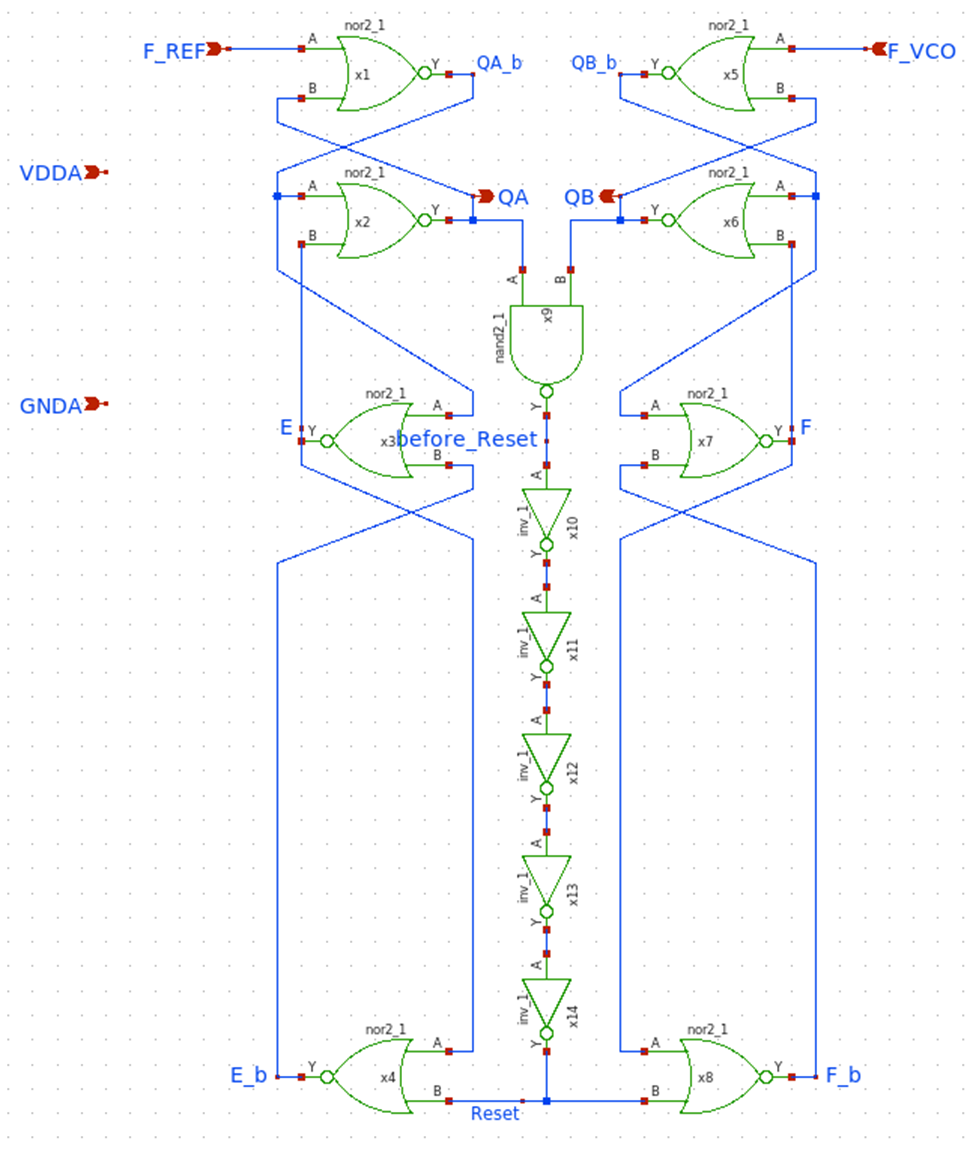 nor2_1
nor2_1
F_REF
A
x1
Y
QA_b
B
QB_b
Y
x5
A
B
F_VCO
VDDA
nor2_1
A
x2
Y
B
QA
QB
nor2_1
Y
x6
A
B
A
B
nand2_1
x9
Y
GNDA
nor2_1
E
Y
x3
A
B
before_Reset
nor2_1
A
x7
B
Y
F
A
inv_1
x10
Y
A
inv_1
x11
Y
A
inv_1
x12
Y
A
inv_1
x13
Y
A
inv_1
x14
Y
nor2_1
E_b
Y
x4
A
B
Reset
nor2_1
A
x8
B
Y
F_b